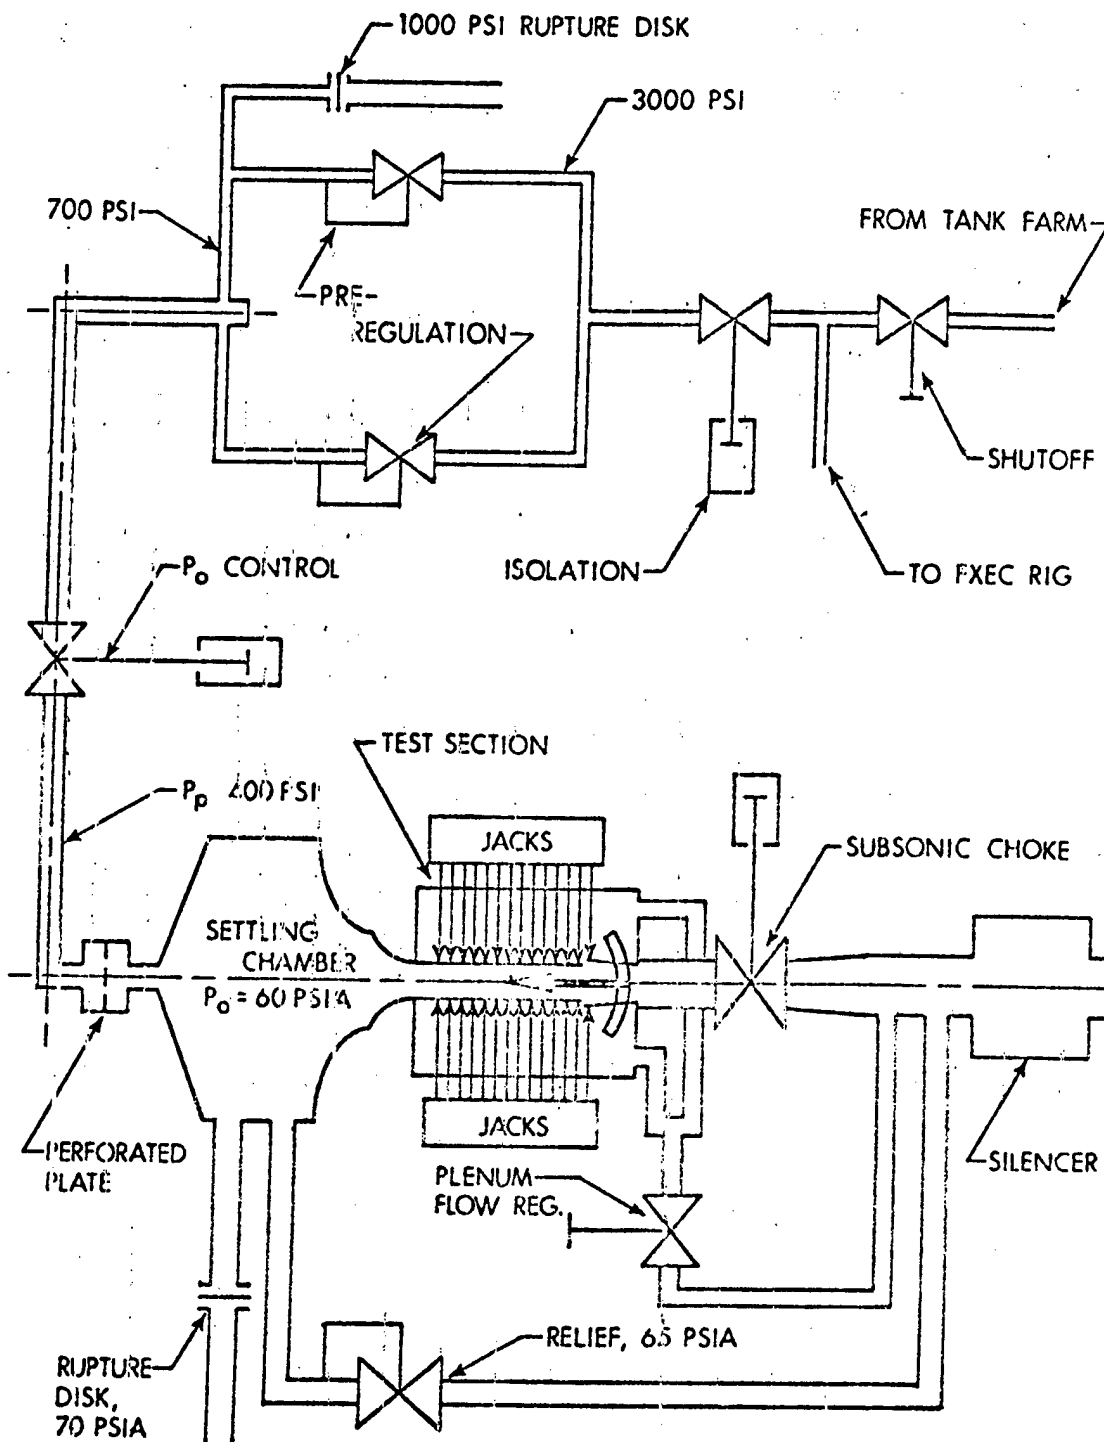 1000 PSI RUPTURE DISK
3000 PSI
700 PSI
FROM TANK FARM
PRE-
REGULATION
SHUTOFF
ISOLATION
TO FXEC RIG
Po CONTROL
TEST SECTION
Pp 400 PSI
JACKS
SUBSONIC CHOKE
SETTLING
CHAMBER
Po = 60 PSIA
JACKS
PERFORATED
PLATE
PLENUM
FLOW REG.
SILENCER
RELIEF, 65 PSIA
RUPTURE
DISK,
70 PSIA